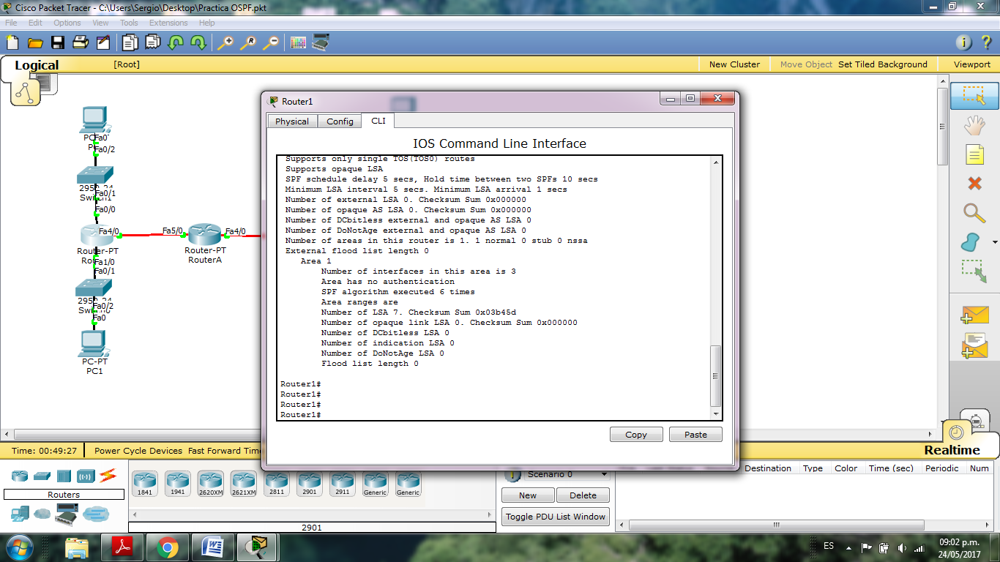 Cisco Packet Tracer - C:\Users\Sergio\Desktop\Practica OSPF.pkt
File Edit Options View Tools Extensions Help
Logical
[Root]
New Cluster
Move Object
Set Tiled Background
Viewport
Fa0
Fa0/2
Fa0/1
Fa0/0
Fa4/0
Router-PT
Fa1/0
Fa0/1
Fa0/2
Fa0
PC-PT
PC1
Fa5/0
Fa4/0
Router-PT
RouterA
Router1
Physical
Config
CLI
IOS Command Line Interface
Supports only single TOS(TOS0) routes
Supports opaque LSA
SPF schedule delay 5 secs, Hold time between two SPFs 10 secs
Minimum LSA interval 5 secs. Minimum LSA arrival 1 secs
Number of external LSA 0. Checksum Sum 0x000000
Number of opaque AS LSA 0. Checksum Sum 0x000000
Number of DCbitless external and opaque AS LSA 0
Number of DoNotAge external and opaque AS LSA 0
Number of areas in this router is 1. 1 normal 0 stub 0 nssa
External flood list length 0
Area 1
Number of interfaces in this area is 3
Area has no authentication
SPF algorithm executed 6 times
Area ranges are
Number of LSA 7. Checksum Sum 0x03b45d
Number of opaque link LSA 0. Checksum Sum 0x000000
Number of DCbitless LSA 0
Number of indication LSA 0
Number of DoNotAge LSA 0
Flood list length 0
Router1#
Router1#
Router1#
Router1#
Copy
Paste
Time: 00:49:27
Power Cycle Devices Fast Forward Time
Realtime
Routers
1841
1941
2620XM
2621XM
2811
2901
2911
Generic
Generic
2901
Scenario 0
New
Delete
Toggle PDU List Window
Destination Type Color Time (sec) Periodic Num
ES
09:02 p.m.
24/05/2017